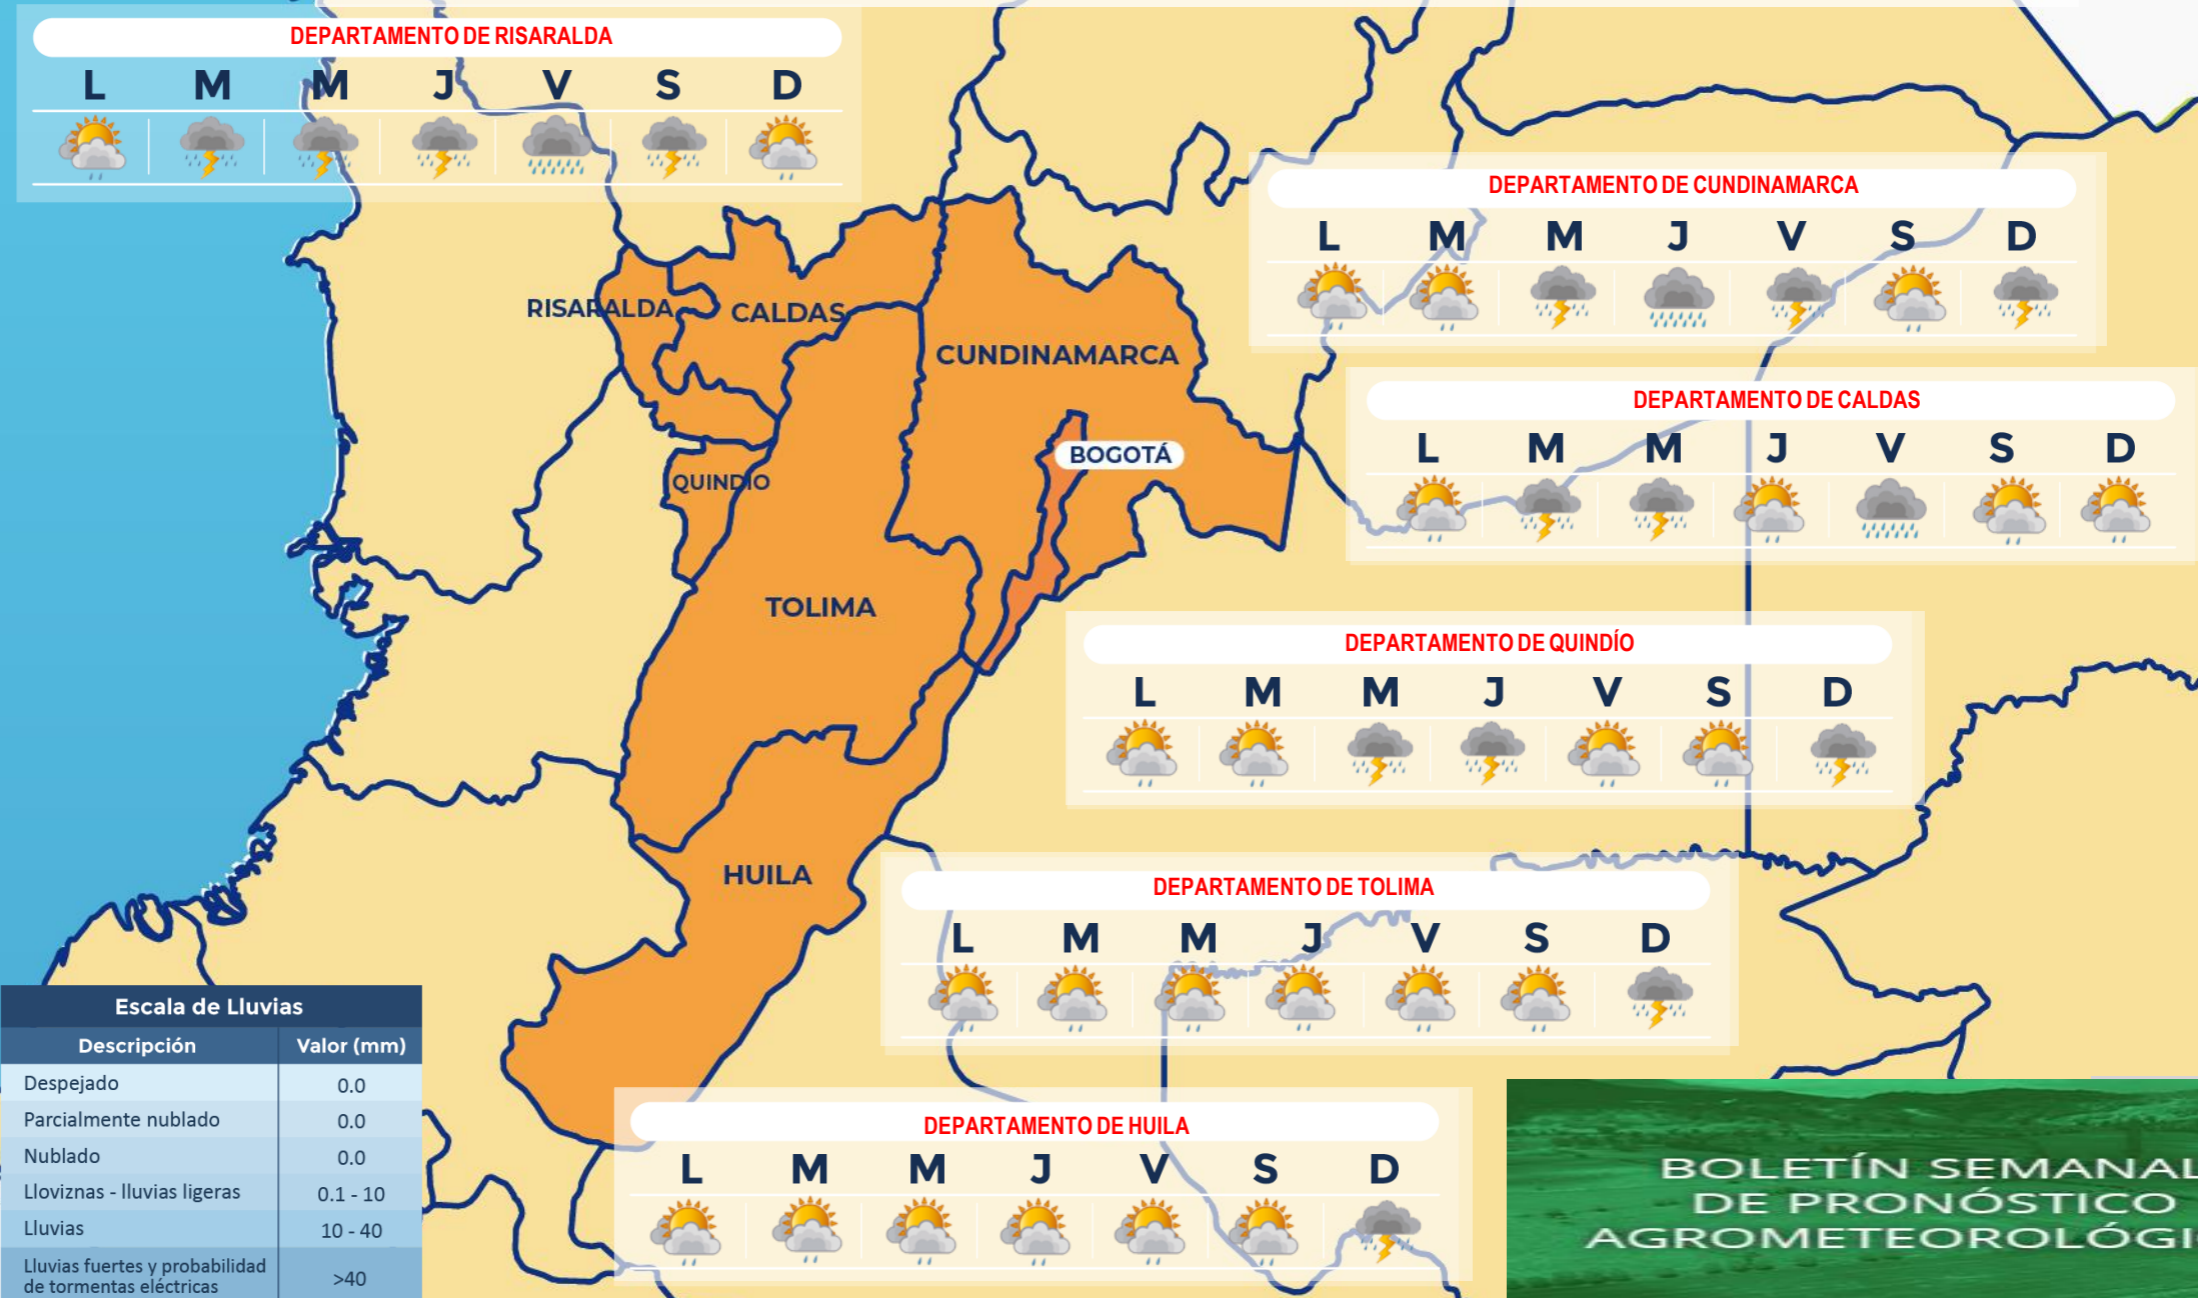 DEPARTAMENTO DE RISARALDA
L M M J V S D
DEPARTAMENTO DE CUNDINAMARCA
L M M J V S D
RISARALDA
CALDAS
CUNDINAMARCA
DEPARTAMENTO DE CALDAS
L M M J V S D
BOGOTÁ
QUINDÍO
TOLIMA
DEPARTAMENTO DE QUINDÍO
L M M J V S D
HUILA
DEPARTAMENTO DE TOLIMA
L M M J V S D
Escala de Lluvias
Descripción Valor (mm)
Despejado 0.0
Parcialmente nublado 0.0
Nublado 0.0
Lloviznas - lluvias ligeras 0.1 - 10
Lluvias 10 - 40
Lluvias fuertes y probabilidad
de tormentas eléctricas >40
DEPARTAMENTO DE HUILA
L M M J V S D
BOLETÍN SEMANAL
DE PRONÓSTICO